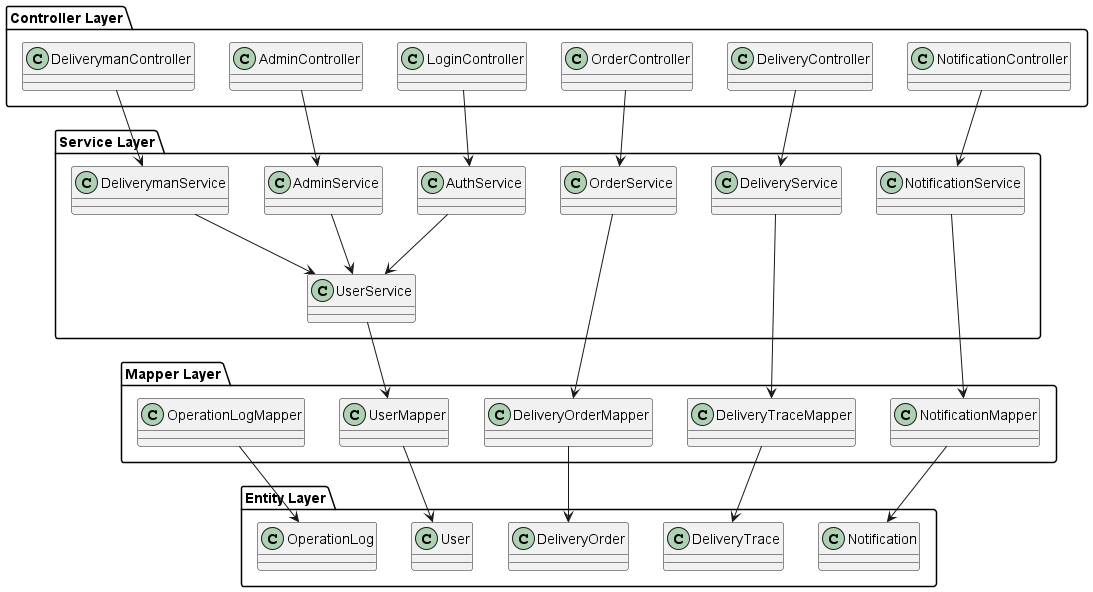 Controller Layer
C DeliverymanController
C AdminController
C LoginController
C OrderController
C DeliveryController
C NotificationController
Service Layer
C DeliverymanService
C AdminService
C AuthService
C OrderService
C DeliveryService
C NotificationService
C UserService
Mapper Layer
C OperationLogMapper
C UserMapper
C DeliveryOrderMapper
C DeliveryTraceMapper
C NotificationMapper
Entity Layer
C OperationLog
C User
C DeliveryOrder
C DeliveryTrace
C Notification